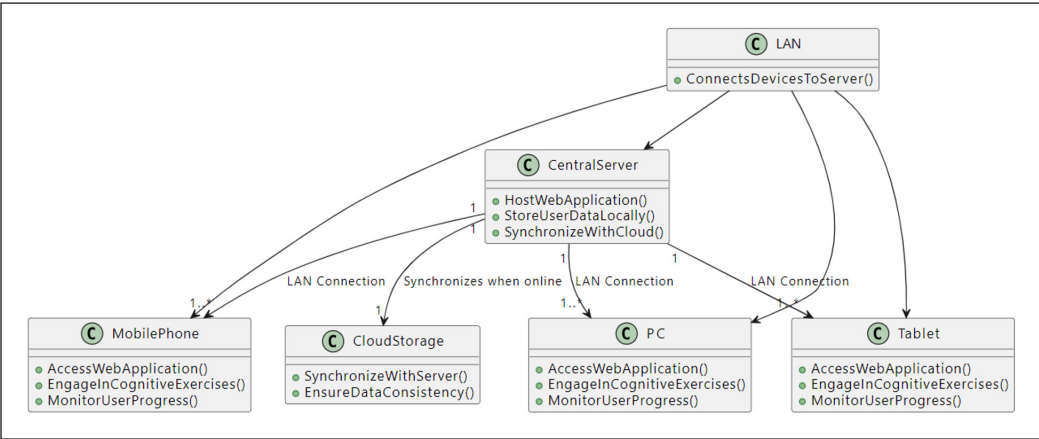 C LAN
ConnectsDevicesToServer()
C CentralServer
HostWebApplication()
StoreUserDataLocally()
SynchronizeWithCloud()
1
1
1
1
LAN Connection
Synchronizes when online
LAN Connection
LAN Connection
1..*
1
1..*
1..*
C MobilePhone
AccessWebApplication()
EngageInCognitiveExercises()
MonitorUserProgress()
C CloudStorage
SynchronizeWithServer()
EnsureDataConsistency()
C PC
AccessWebApplication()
EngageInCognitiveExercises()
MonitorUserProgress()
C Tablet
AccessWebApplication()
EngageInCognitiveExercises()
MonitorUserProgress()